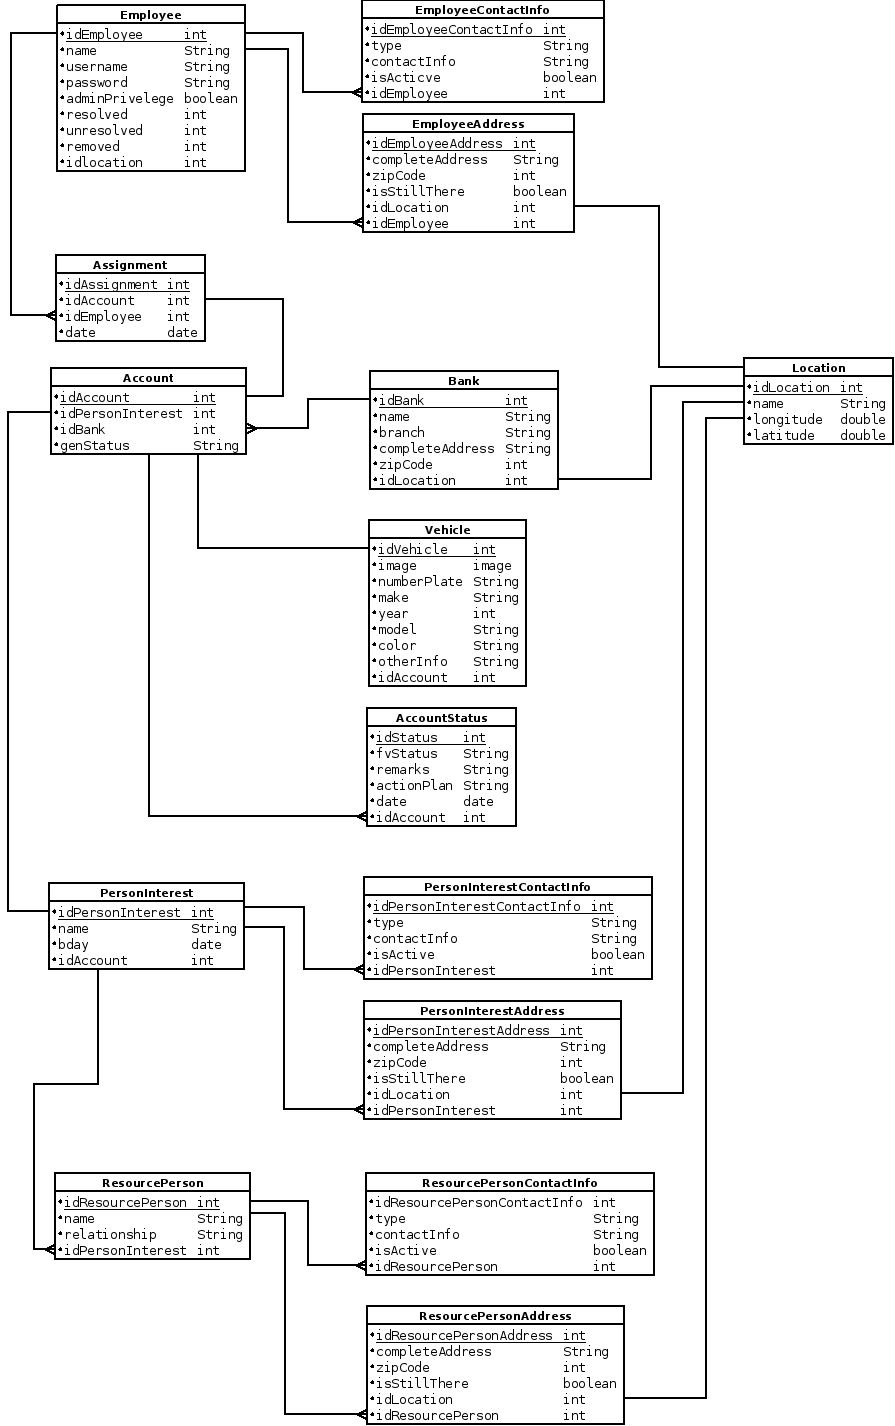 Employee
idEmployee int
name String
username String
password String
adminPrivelege boolean
resolved int
unresolved int
removed int
idlocation int
EmployeeContactInfo
idEmployeeContactInfo int
type String
contactInfo String
isActicve boolean
idEmployee int
EmployeeAddress
idEmployeeAddress int
completeAddress String
zipCode int
isStillThere boolean
idLocation int
idEmployee int
Assignment
idAssignment int
idAccount int
idEmployee int
date date
Account
idAccount int
idPersonInterest int
idBank int
genStatus String
Bank
idBank int
name String
branch String
completeAddress String
zipCode int
idLocation int
Location
idLocation int
name String
longitude double
latitude double
Vehicle
idVehicle int
image image
numberPlate String
make String
year int
model String
color String
otherInfo String
idAccount int
AccountStatus
idStatus int
fvStatus String
remarks String
actionPlan String
date date
idAccount int
PersonInterest
idPersonInterest int
name String
bday date
idAccount int
PersonInterestContactInfo
idPersonInterestContactInfo int
type String
contactInfo String
isActive boolean
idPersonInterest int
PersonInterestAddress
idPersonInterestAddress int
completeAddress String
zipCode int
isStillThere boolean
idLocation int
idPersonInterest int
ResourcePerson
idResourcePerson int
name String
relationship String
idPersonInterest int
ResourcePersonContactInfo
idResourcePersonContactInfo int
type String
contactInfo String
isActive boolean
idResourcePerson int
ResourcePersonAddress
idResourcePersonAddress int
completeAddress String
zipCode int
isStillThere boolean
idLocation int
idResourcePerson int